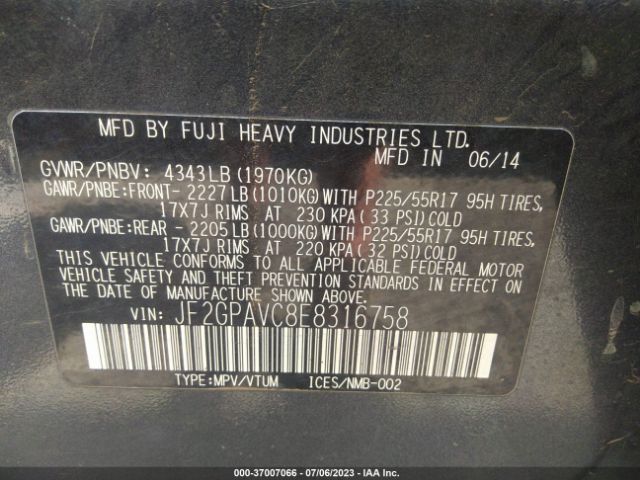 MFD BY FUJI HEAVY INDUSTRIES LTD.
MFD IN 06/14
GVWR/PNBV: 4343LB(1970KG)
GAWR/PNBE:FRONT- 2227LB(1010KG)WITH P225/55R17 95H TIRES,
17X7J RIMS AT 230 KPA(33 PSI)COLD
GAWR/PNBE:REAR - 2205LB(1000KG)WITH P225/55R17 95H TIRES,
17X7J RIMS AT 220 KPA(32 PSI)COLD
THIS VEHICLE CONFORMS TO ALL APPLICABLE FEDERAL MOTOR
VEHICLE SAFETY AND THEFT PREVENTION STANDARDS IN EFFECT
ON THE DATE OF MANUFACTURE SHOWN ABOVE.
VIN: JF2GPAVC8E8316758
TYPE:MPV/VTUM ICES/NMB-002
000-37007066 - 07/06/2023 - IAA Inc.